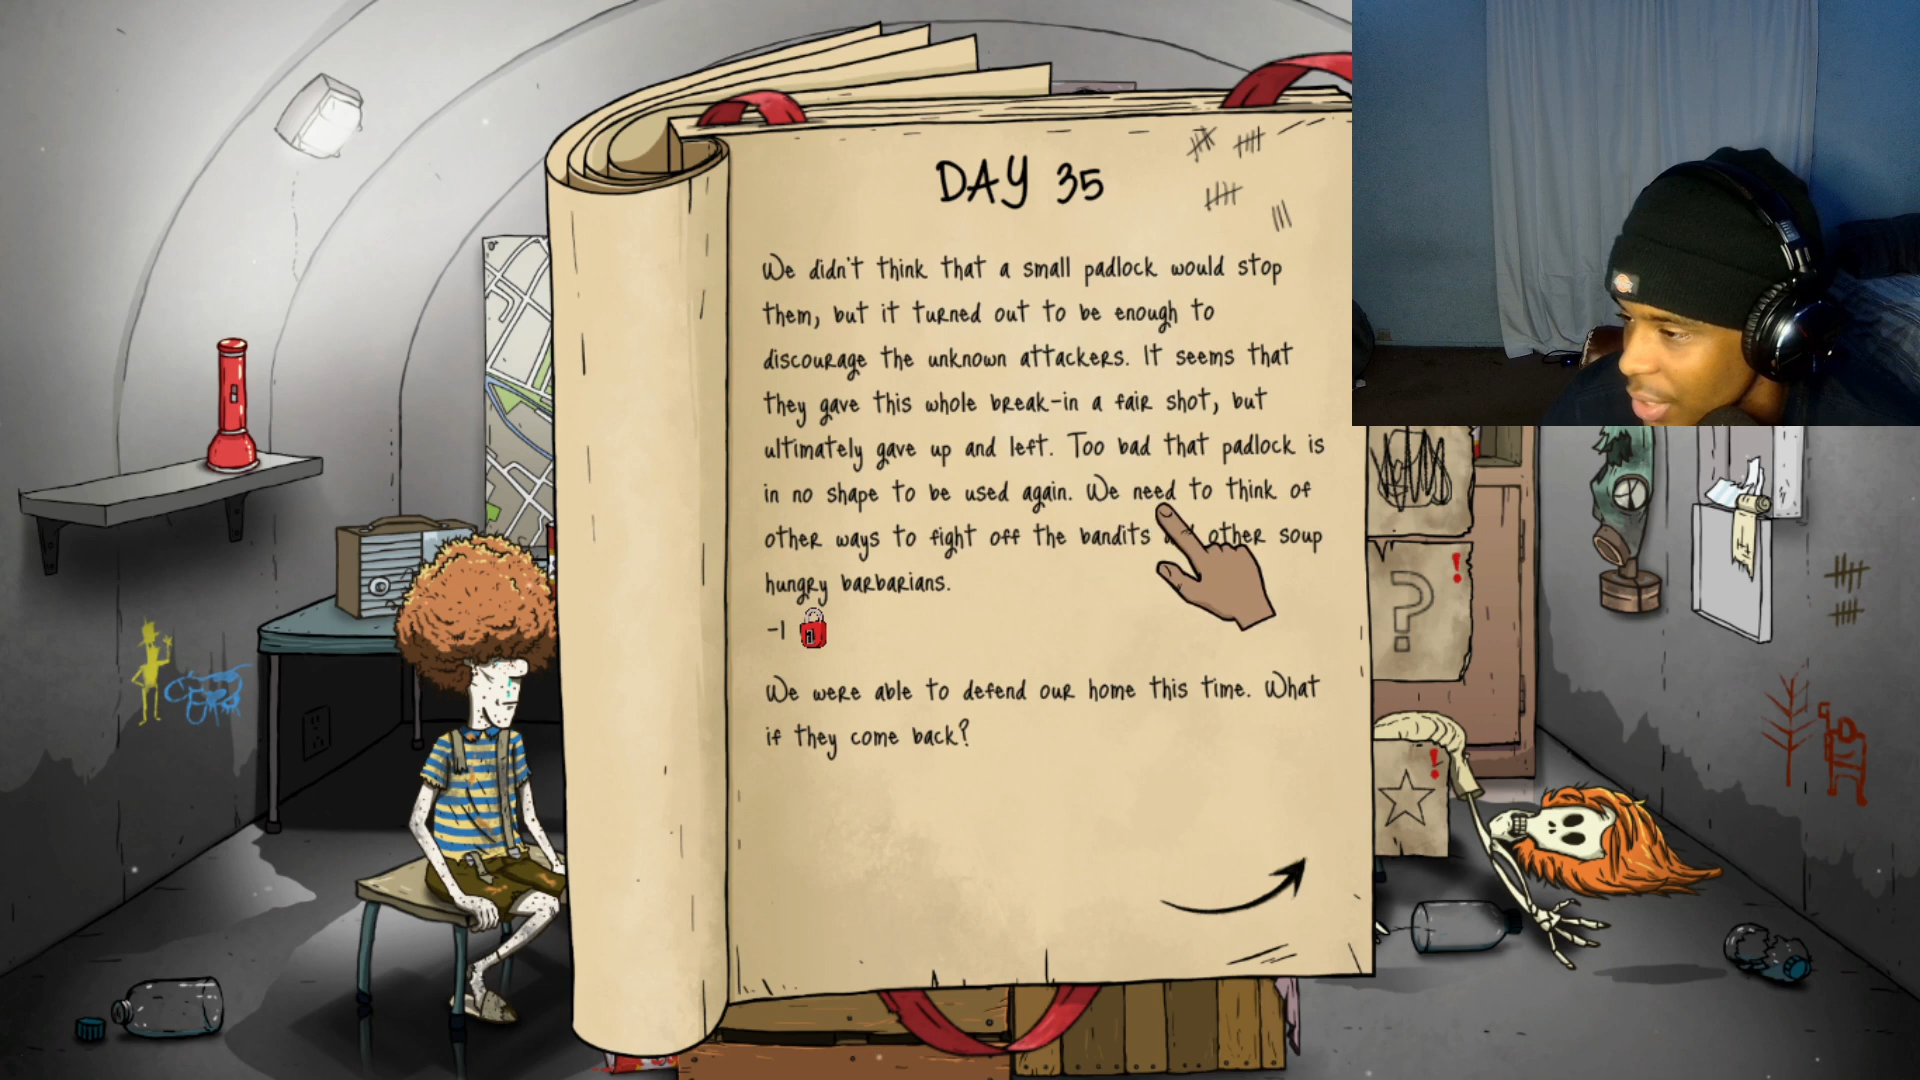 DAY 35
We didn't think that a small padlock would stop
them, but it turned out to be enough to
discourage the unknown attackers. It seems that
they gave this whole break-in a fair shot, but
ultimately gave up and left. Too bad that padlock is
in no shape to be used again. We need to think of
other ways to fight off the bandits other soup
hungry barbarians.
-1
We were able to defend our home this time. What
if they come back?
!
?
!